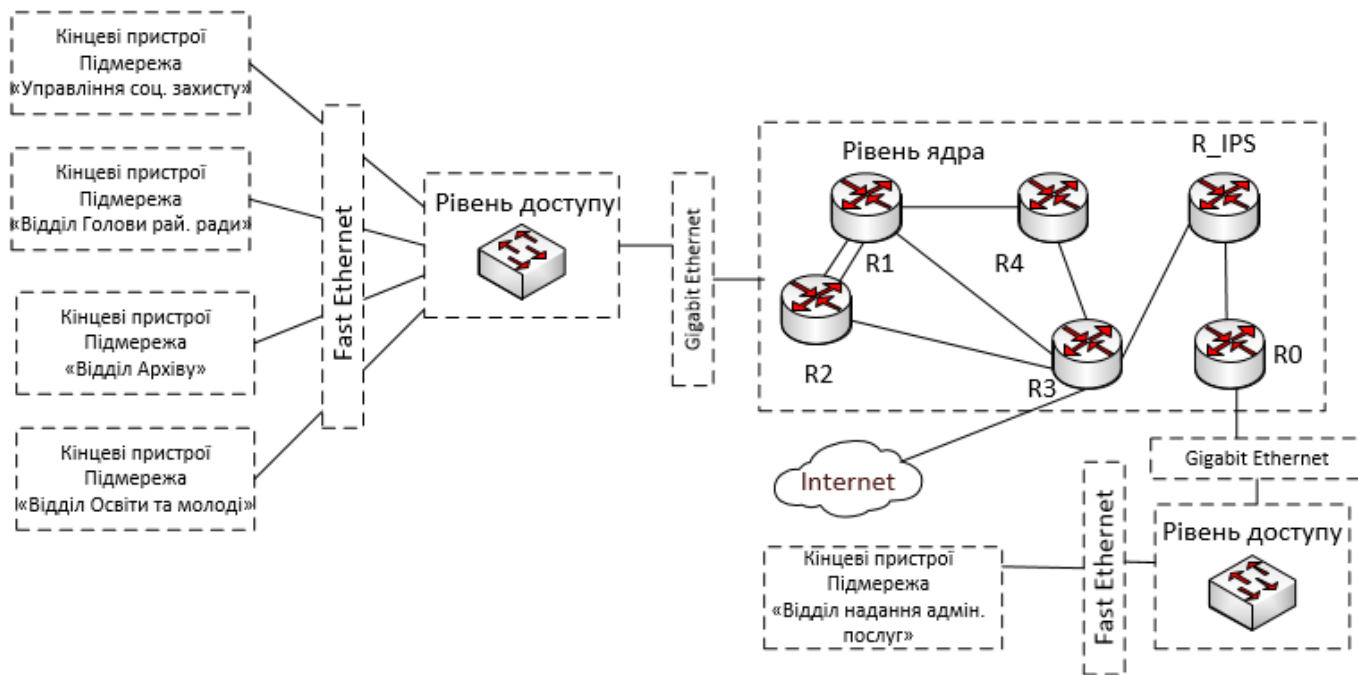 Кінцеві пристрої
Підмережа
«Управління соц. захисту»
Кінцеві пристрої
Підмережа
«Відділ Голови рай. ради»
Кінцеві пристрої
Підмережа
«Відділ Архіву»
Кінцеві пристрої
Підмережа
«Відділ Освіти та молоді»
Fast Ethernet
Рівень доступу
Gigabit Ethernet
Рівень ядра
R_IPS
R1
R4
R2
R3
R0
Internet
Gigabit Ethernet
Рівень доступу
Fast Ethernet
Кінцеві пристрої
Підмережа
«Відділ надання адмін.
послуг»